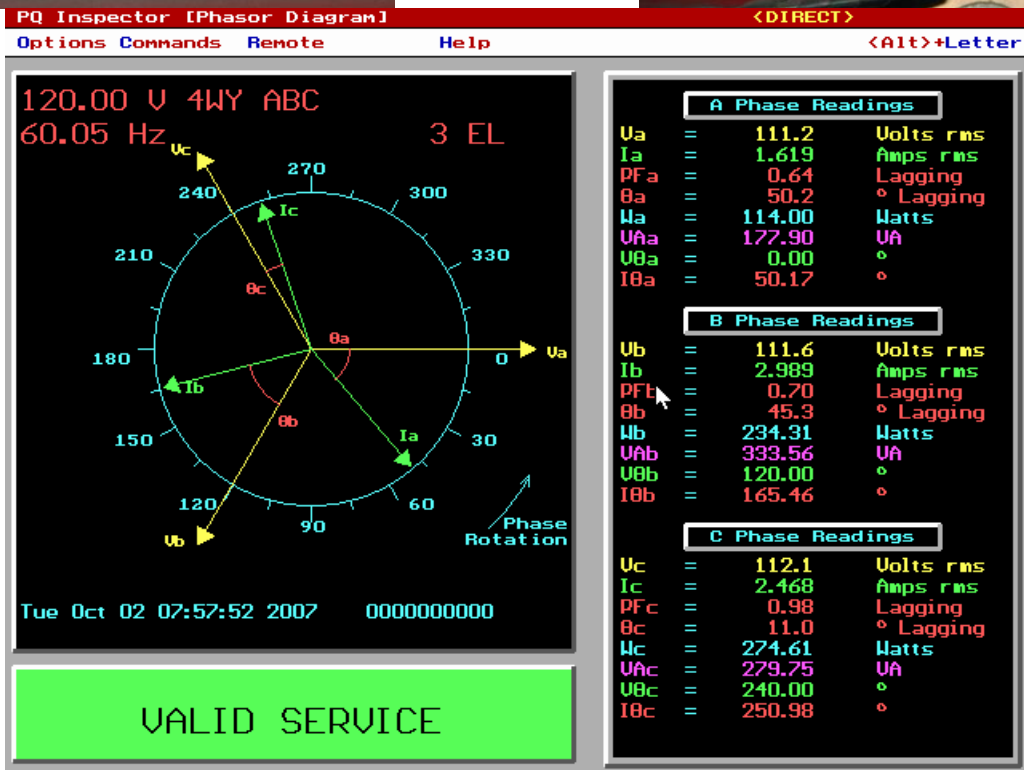 PQ Inspector [Phasor Diagram] <DIRECT>
Options Commands Remote Help <Alt>+Letter
120.00 V 4WY ABC
60.05 Hz 3 EL
Vc
270
240 300
Ic
210 330
θc
θa
180 0 Va
Ib
θb
150 Ia 30
120 60
90
Vb
Phase
Rotation
Tue Oct 02 07:57:52 2007 0000000000
VALID SERVICE
A Phase Readings
Va = 111.2 Volts rms
Ia = 1.619 Amps rms
PFa = 0.64 Lagging
θa = 50.2 ° Lagging
Wa = 114.00 Watts
VAa = 177.90 VA
Vθa = 0.00 °
Iθa = 50.17 °
B Phase Readings
Vb = 111.6 Volts rms
Ib = 2.989 Amps rms
PFb = 0.70 Lagging
θb = 45.3 ° Lagging
Wb = 234.31 Watts
VAb = 333.56 VA
Vθb = 120.00 °
Iθb = 165.46 °
C Phase Readings
Vc = 112.1 Volts rms
Ic = 2.468 Amps rms
PFc = 0.98 Lagging
θc = 11.0 ° Lagging
Wc = 274.61 Watts
VAc = 279.75 VA
Vθc = 240.00 °
Iθc = 250.98 °